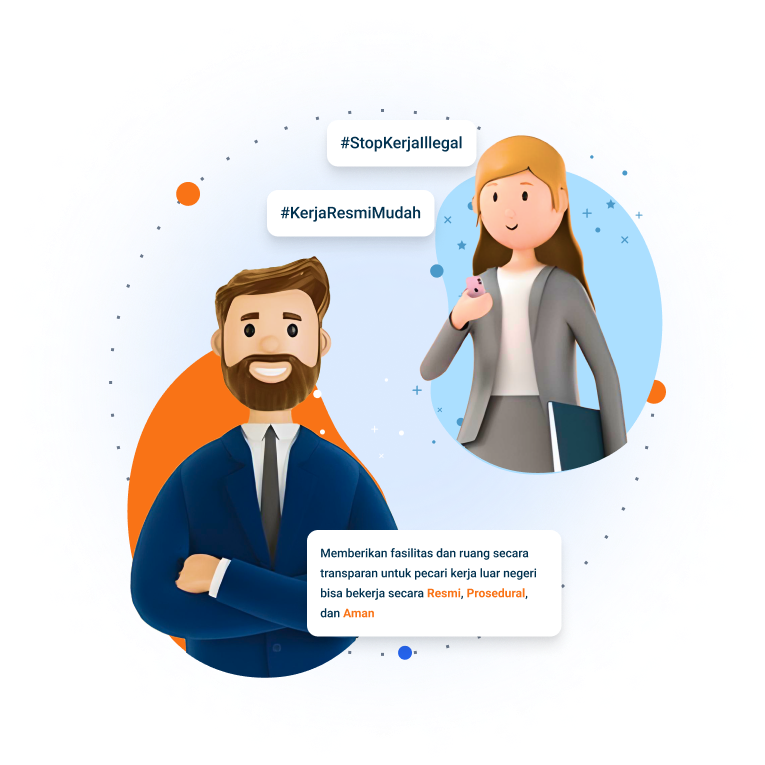 #StopKerjaIllegal
#KerjaResmiMudah
Memberikan fasilitas dan ruang secara
transparan untuk pecari kerja luar negeri
bisa bekerja secara Resmi, Prosedural,
dan Aman